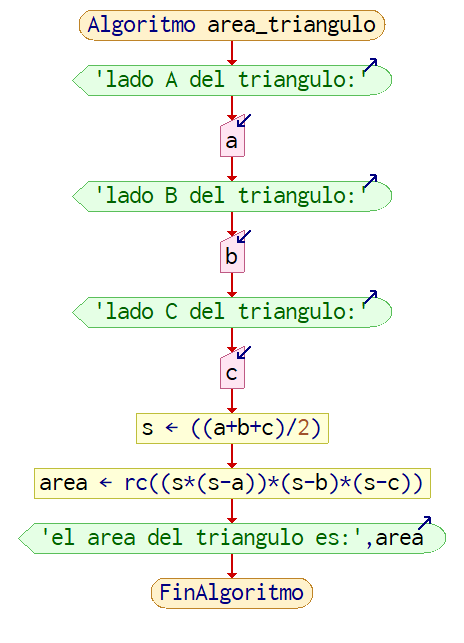 Algoritmo area_triangulo
'lado A del triangulo:'
a
'lado B del triangulo:'
b
'lado C del triangulo:'
c
s ← ((a+b+c)/2)
area ← rc((s*(s-a))*(s-b)*(s-c))
'el area del triangulo es:',area
FinAlgoritmo